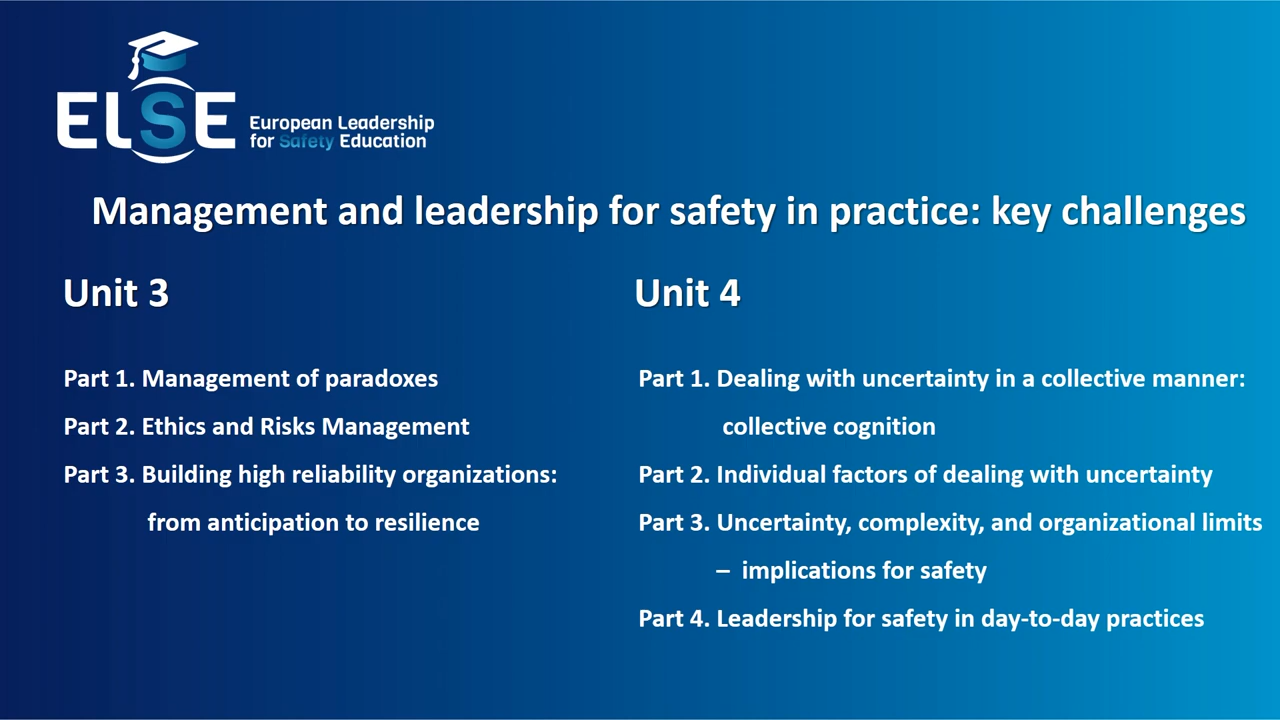 ELSE
European Leadership
for Safety Education
Management and leadership for safety in practice: key challenges
Unit 3
Part 1. Management of paradoxes
Part 2. Ethics and Risks Management
Part 3. Building high reliability organizations:
from anticipation to resilience
Unit 4
Part 1. Dealing with uncertainty in a collective manner:
collective cognition
Part 2. Individual factors of dealing with uncertainty
Part 3. Uncertainty, complexity, and organizational limits
– implications for safety
Part 4. Leadership for safety in day-to-day practices